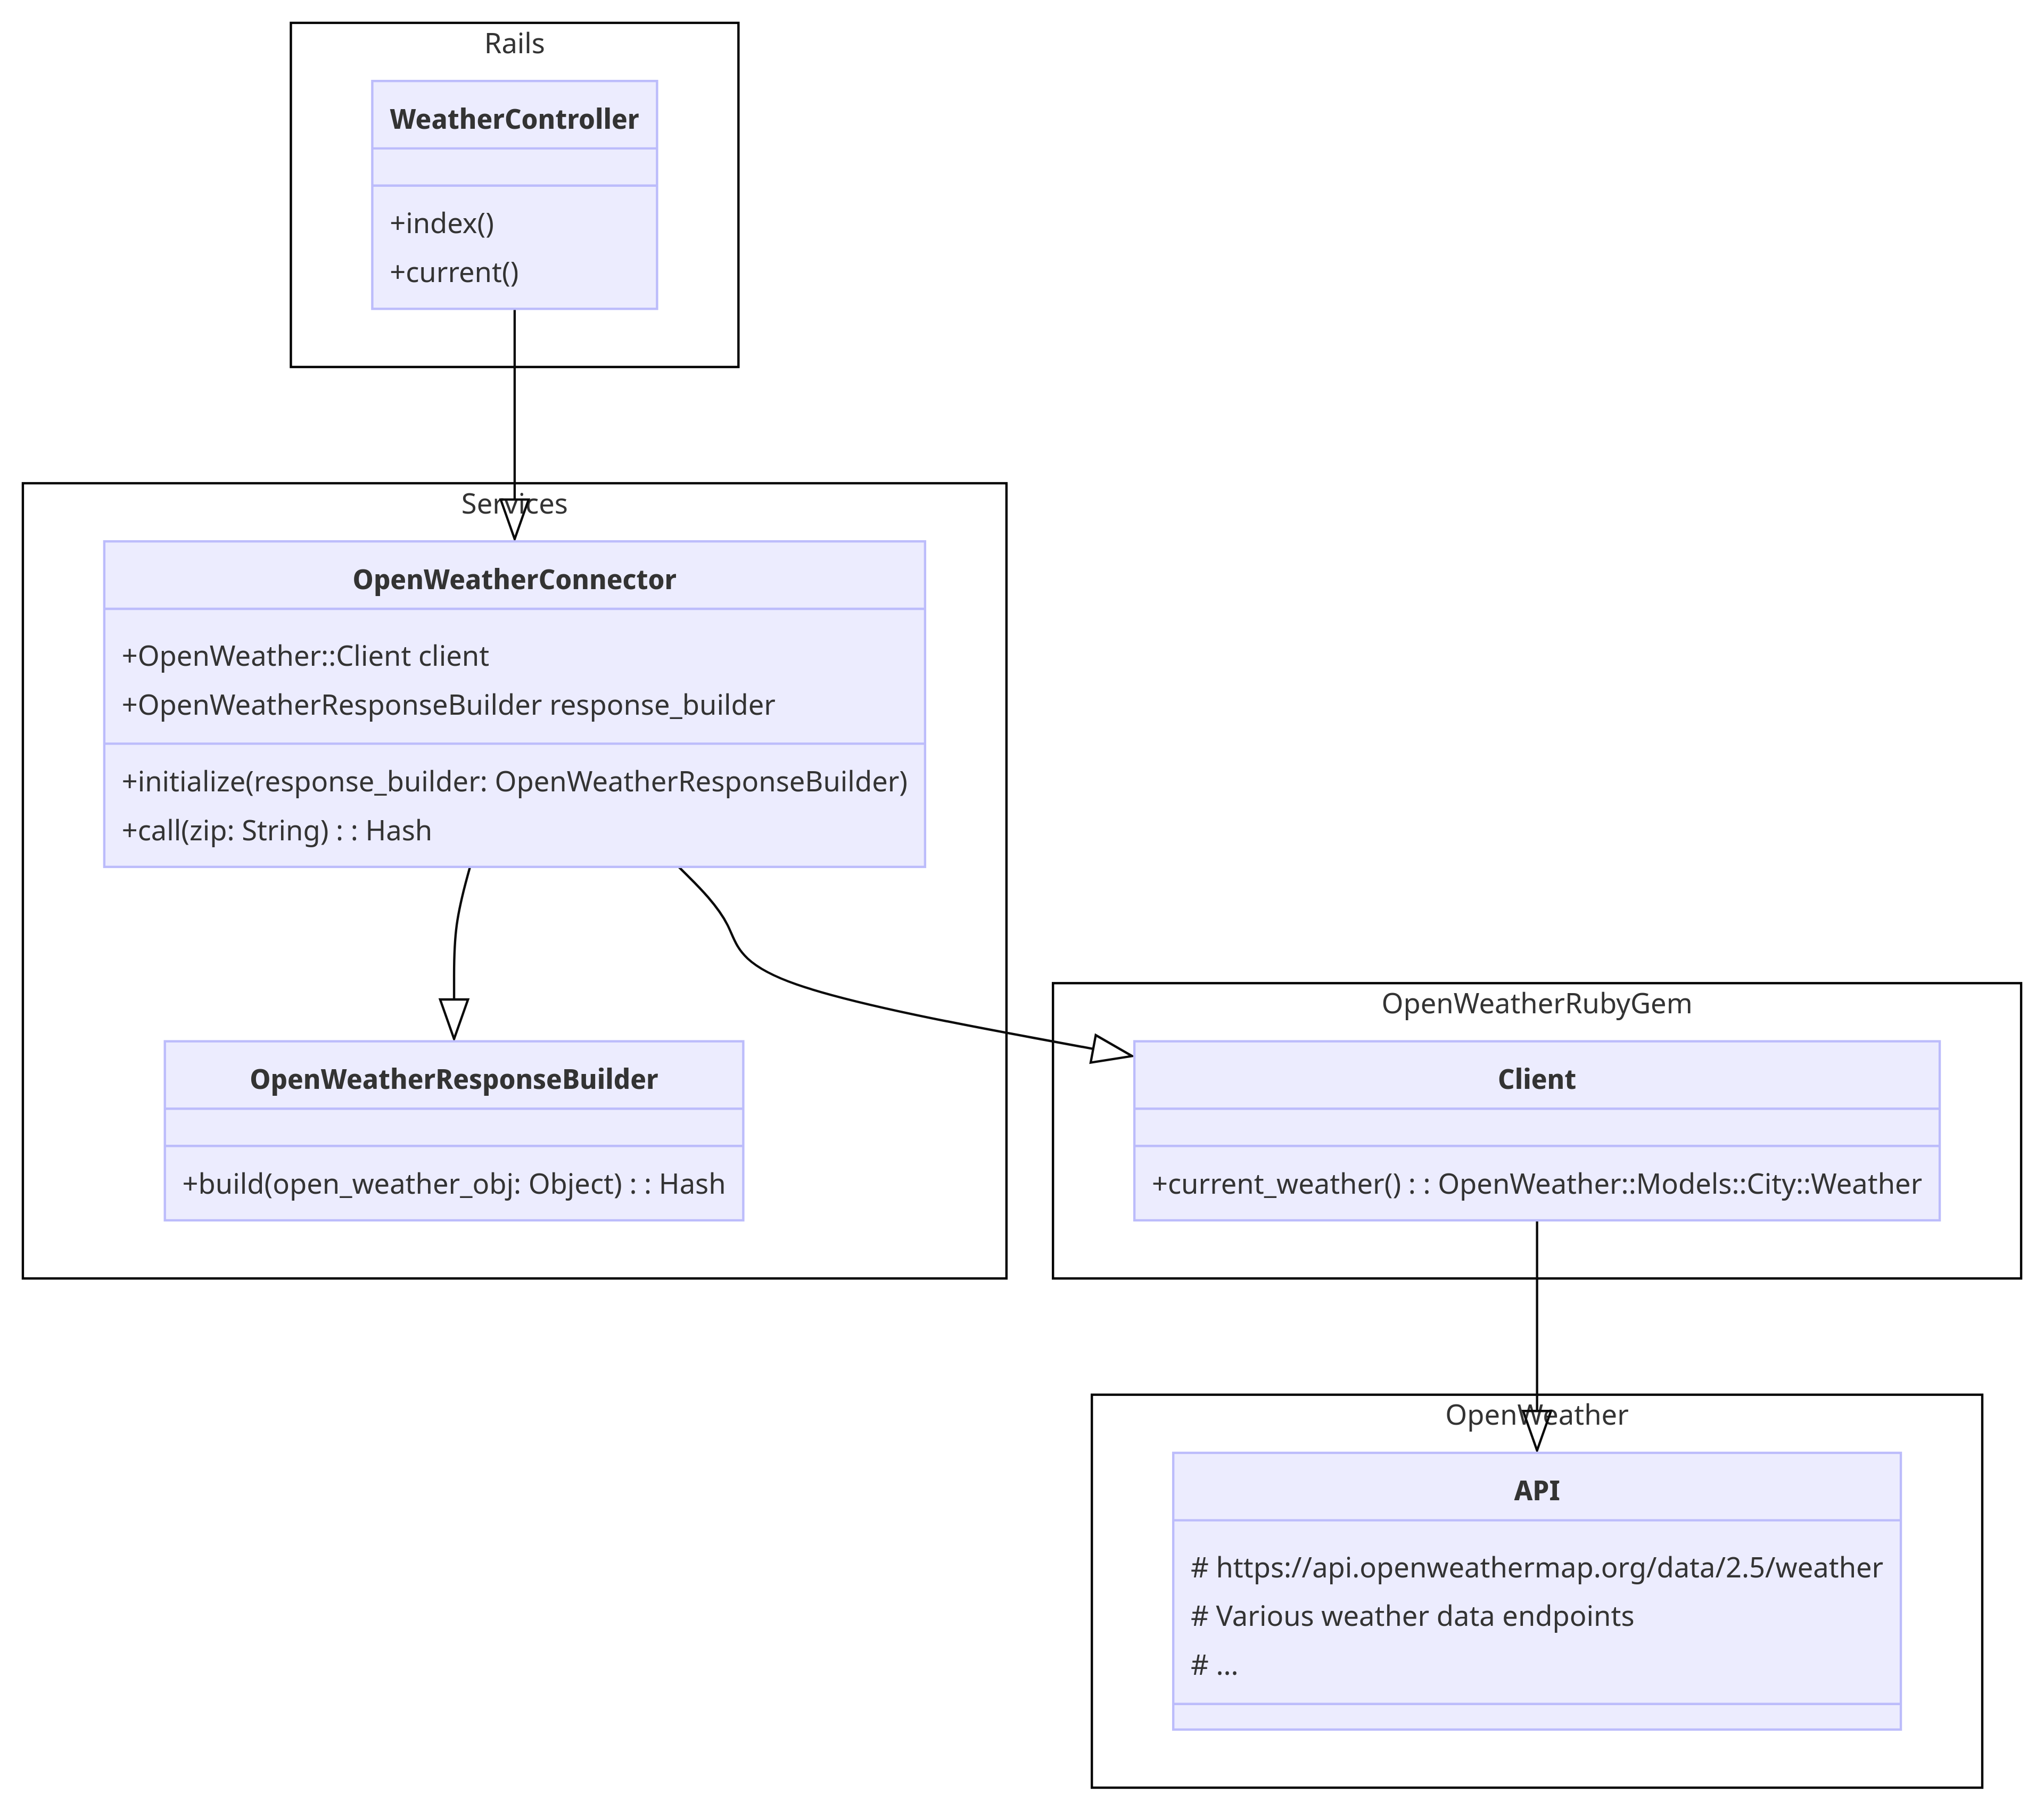 Rails
WeatherController
+index()
+current()
Services
OpenWeatherConnector
+OpenWeather::Client client
+OpenWeatherResponseBuilder response_builder
+initialize(response_builder: OpenWeatherResponseBuilder)
+call(zip: String) : : Hash
OpenWeatherResponseBuilder
+build(open_weather_obj: Object) : : Hash
OpenWeatherRubyGem
Client
+current_weather() : : OpenWeather::Models::City::Weather
OpenWeather
API
# https://api.openweathermap.org/data/2.5/weather
# Various weather data endpoints
# ...